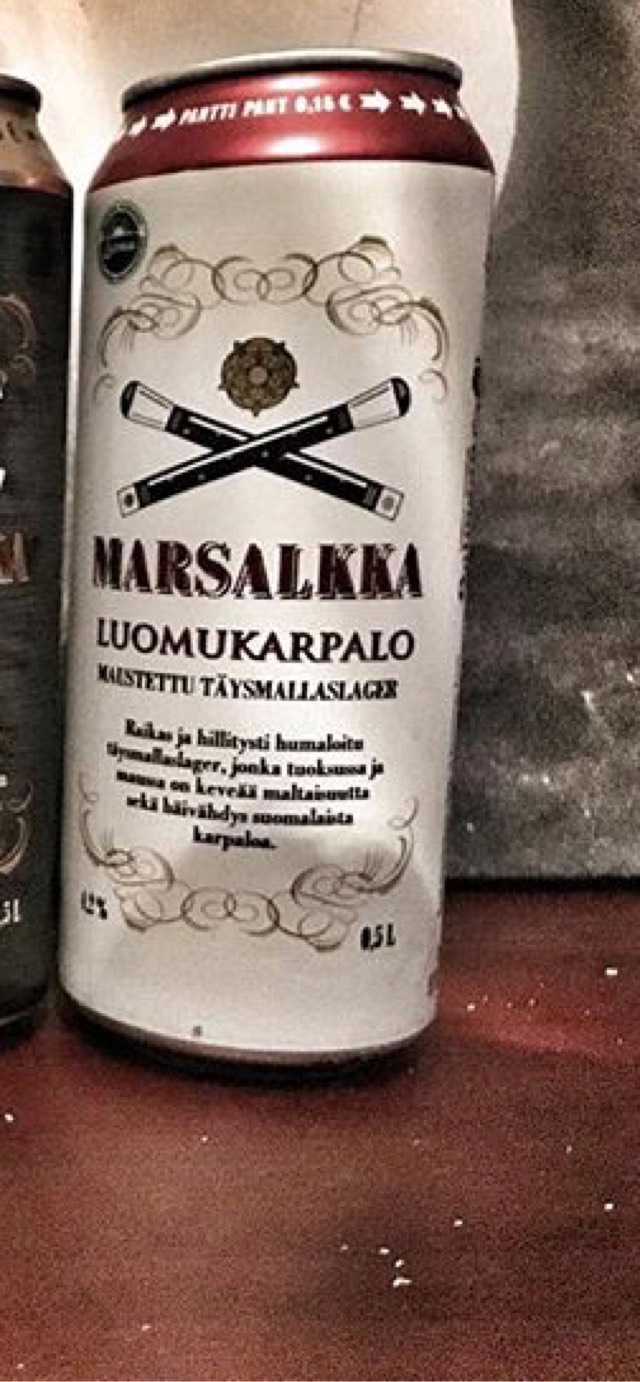 PANTTI PANT 0,15 €
MARSALKKA
LUOMUKARPALO
MAUSTETTU TÄYSMALLASLAGER
Raikas ja hillitysti humaloitu
täysmallaslager, jonka tuoksussa ja
maussa on keveää maltaisuutta
sekä häivähdys suomalaista
karpaloa.
0,5 L